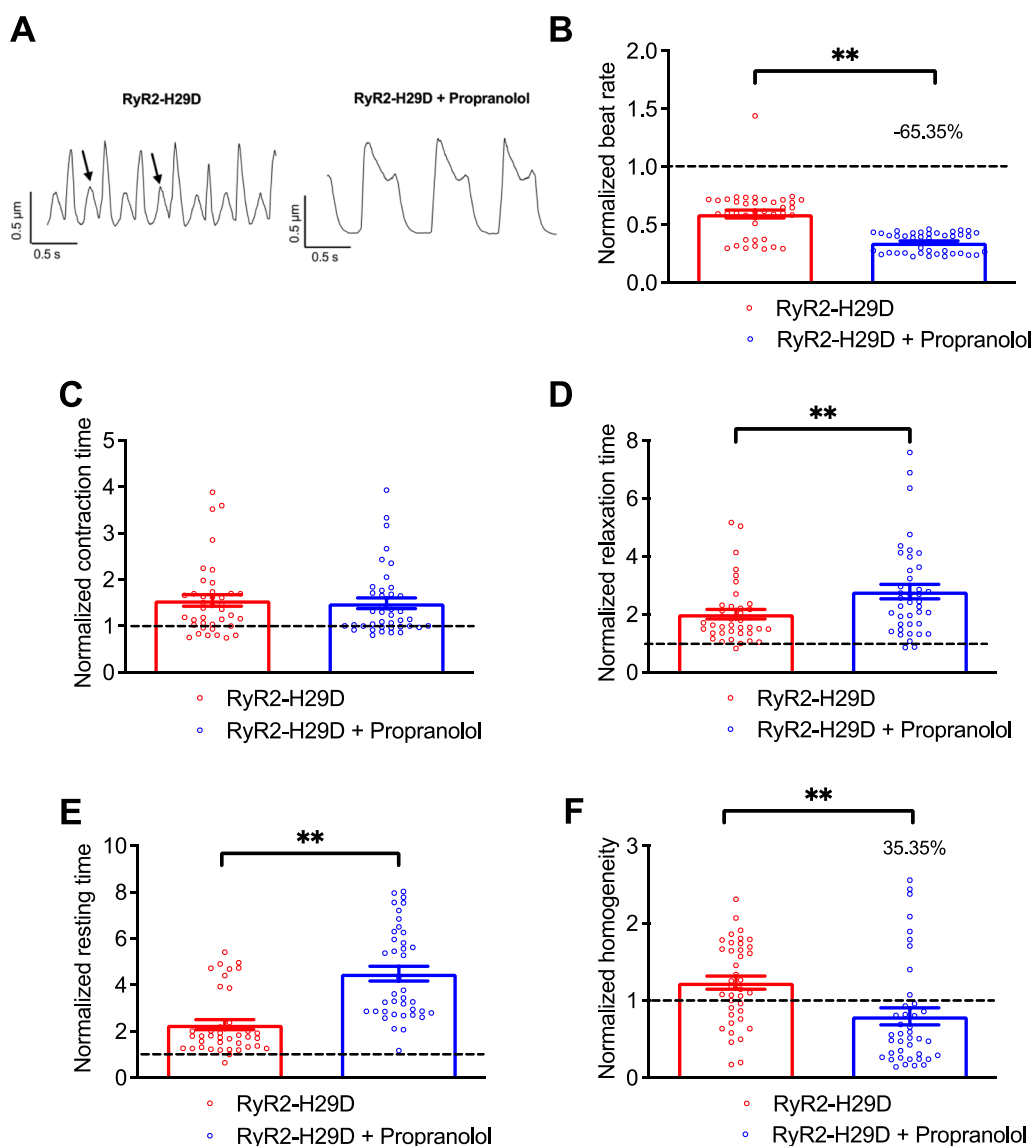 A
RyR2-H29D
0.5 µm
0.5 s
RyR2-H29D + Propranolol
0.5 µm
0.5 s
B
Normalized beat rate
2.0
1.5
1.0
0.5
0.0
**
-65.35%
RyR2-H29D
RyR2-H29D + Propranolol
C
Normalized contraction time
5
4
3
2
1
0
RyR2-H29D
RyR2-H29D + Propranolol
D
Normalized relaxation time
8
6
4
2
0
**
RyR2-H29D
RyR2-H29D + Propranolol
E
Normalized resting time
10
8
6
4
2
0
**
RyR2-H29D
RyR2-H29D + Propranolol
F
Normalized homogeneity
3
2
1
0
**
35.35%
RyR2-H29D
RyR2-H29D + Propranolol